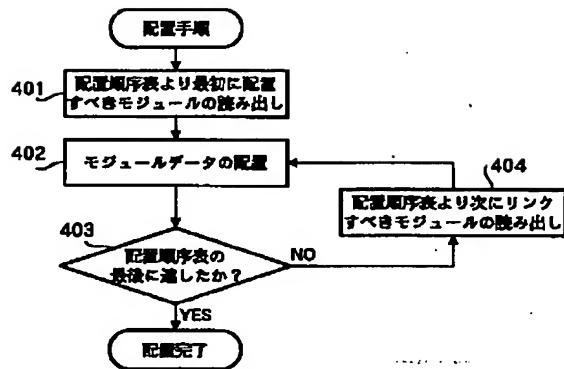 配置手順
401
配置順序表より最初に配置
すべきモジュールの読み出し
402
モジュールデータの配置
404
配置順序表より次にリンク
すべきモジュールの読み出し
403
配置順序表の
最後に達したか？
NO
YES
配置完了